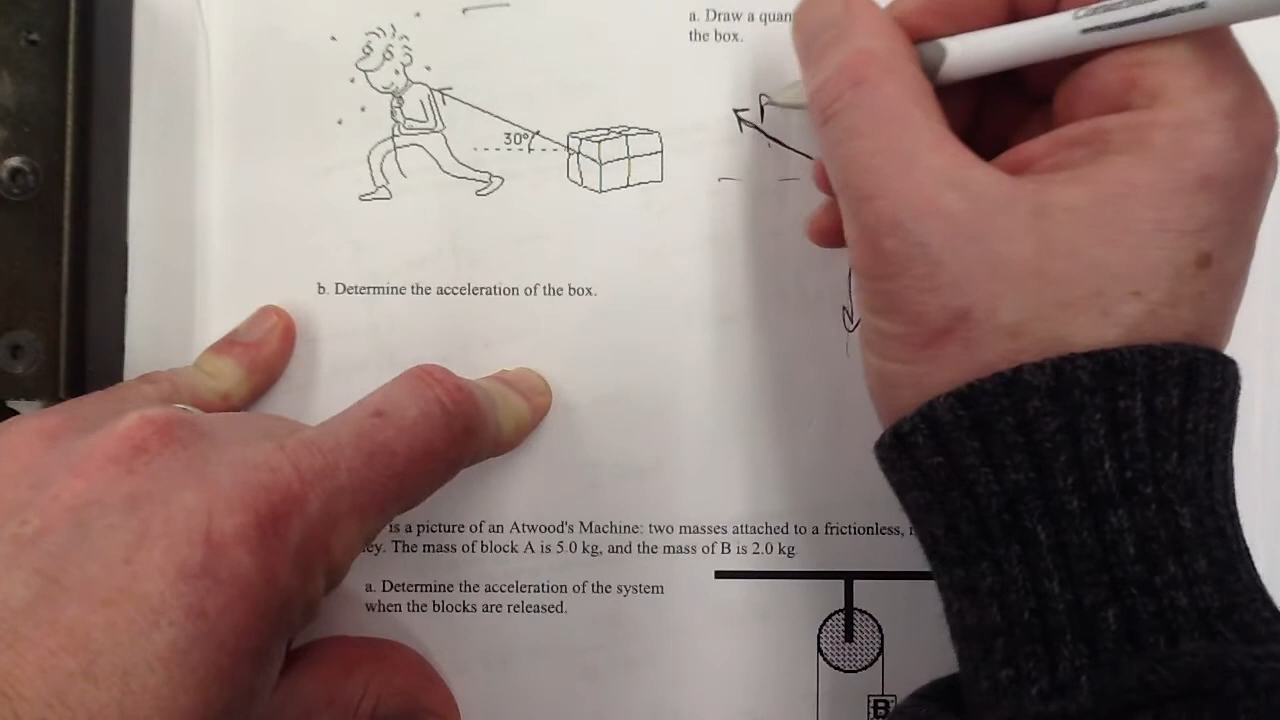 a. Draw a quan
the box.
30°
b. Determine the acceleration of the box.
is a picture of an Atwood's Machine: two masses attached to a frictionless,
The mass of block A is 5.0 kg, and the mass of B is 2.0 kg.
a. Determine the acceleration of the system
when the blocks are released.
B